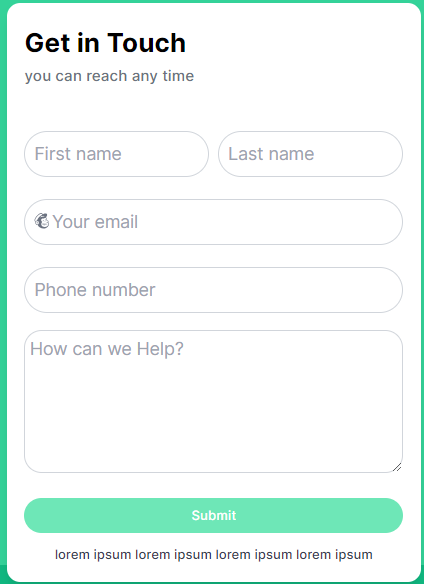 Get in Touch
you can reach any time
First name
Last name
Your email
Phone number
How can we Help?
Submit
lorem ipsum lorem ipsum lorem ipsum lorem ipsum